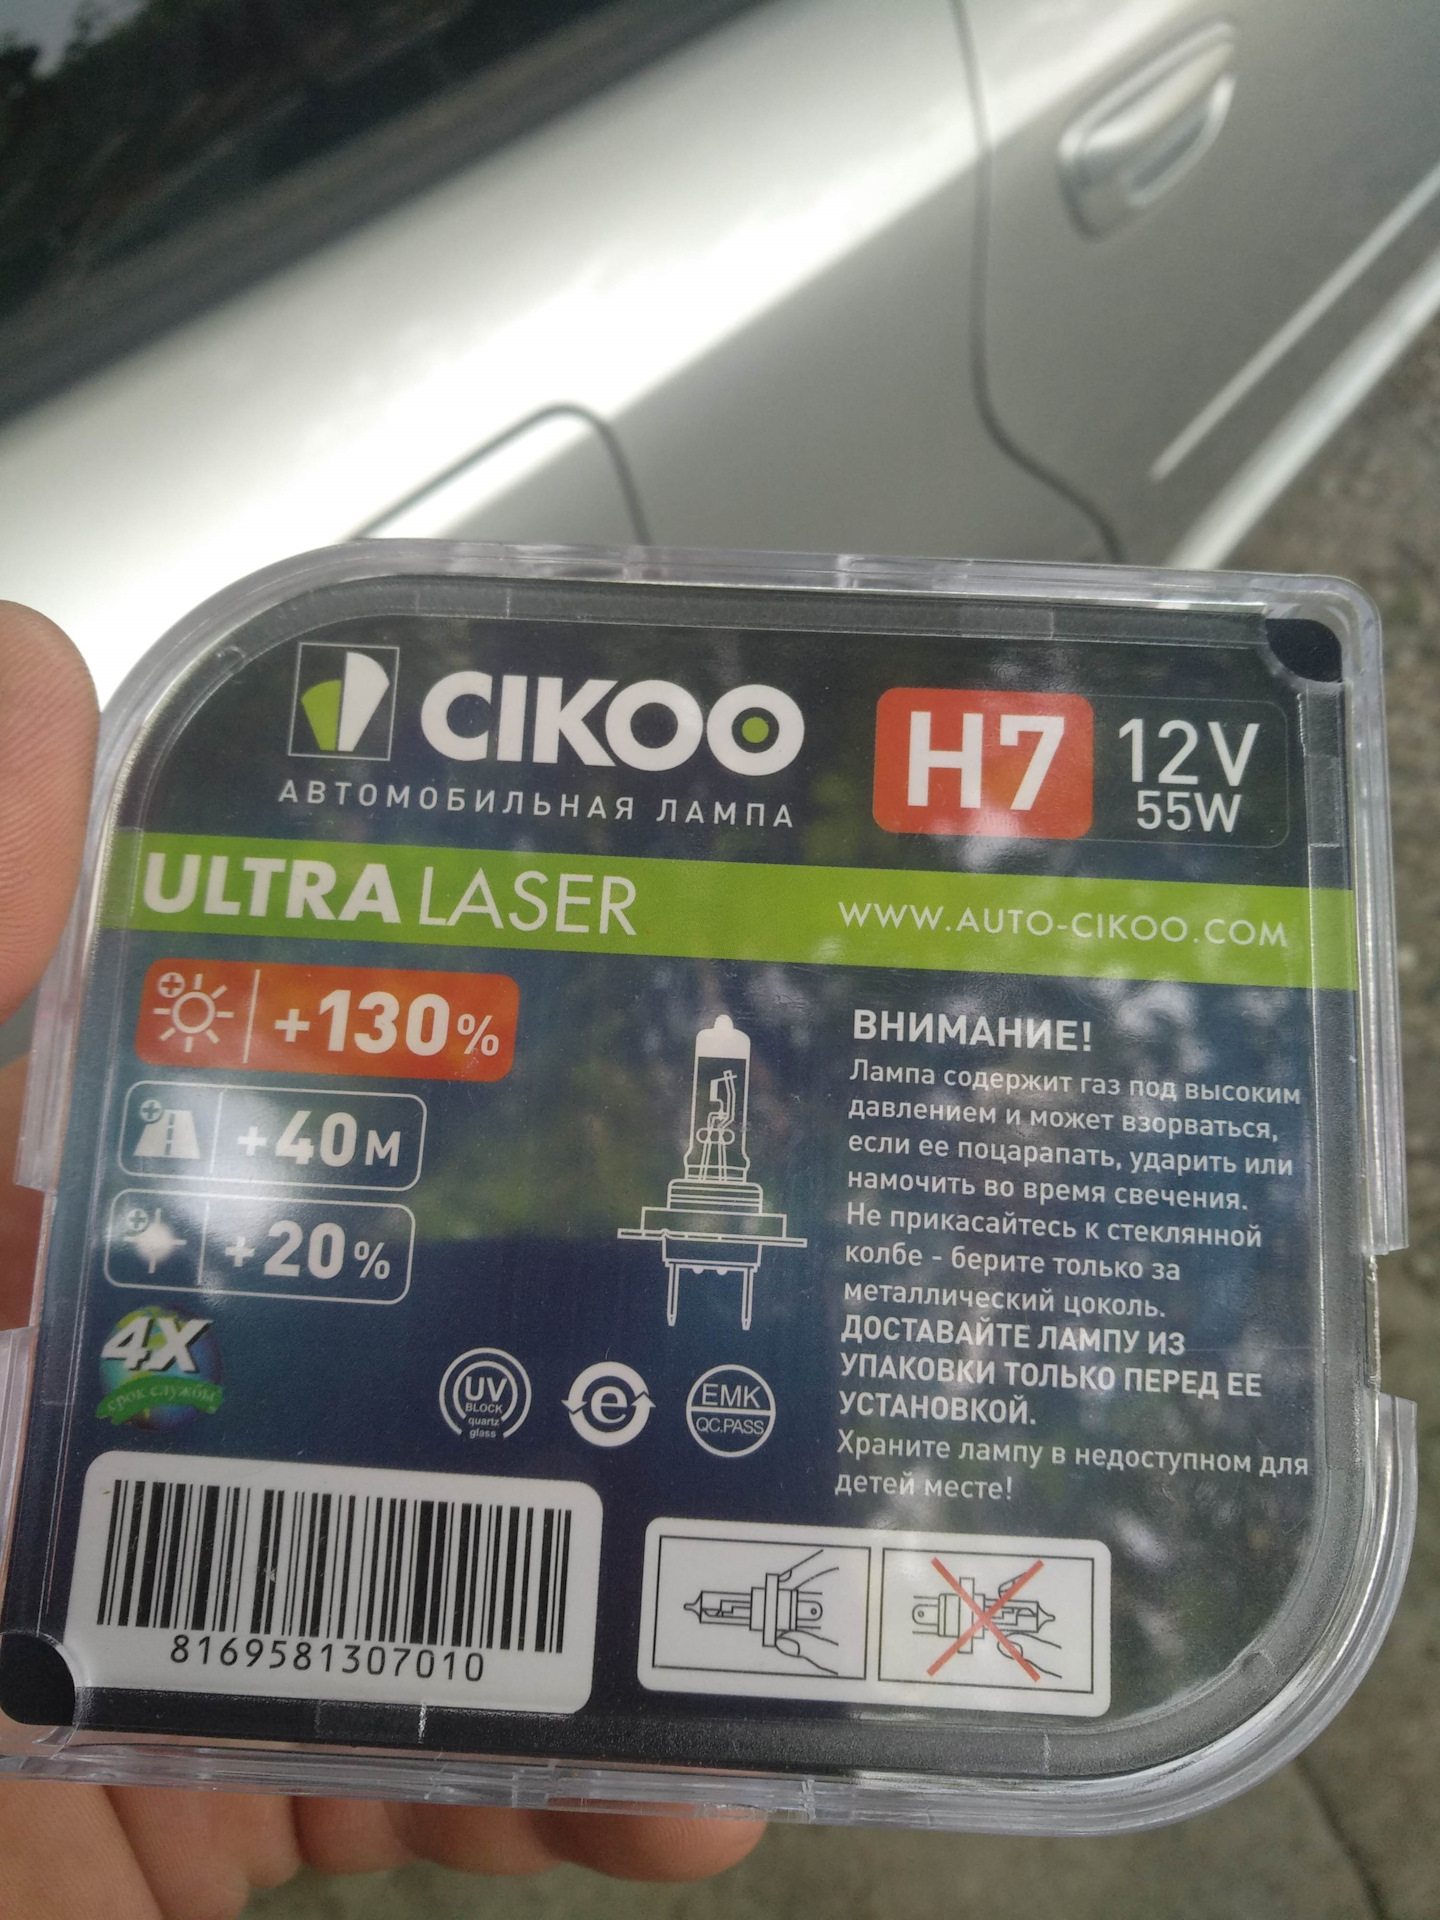 CIKOO
АВТОМОБИЛЬНАЯ ЛАМПА
H7
12V
55W
ULTRA LASER
WWW.AUTO-CIKOO.COM
+130%
+40М
+20%
4X
срок службы
UV
BLOCK
quartz
glass
e
EMK
QC.PASS
ВНИМАНИЕ!
Лампа содержит газ под высоким
давлением и может взорваться,
если ее поцарапать, ударить или
намочить во время свечения.
Не прикасайтесь к стеклянной
колбе - берите только за
металлический цоколь.
ДОСТАВАЙТЕ ЛАМПУ ИЗ
УПАКОВКИ ТОЛЬКО ПЕРЕД ЕЕ
УСТАНОВКОЙ.
Храните лампу в недоступном для
детей месте!
8169581307010